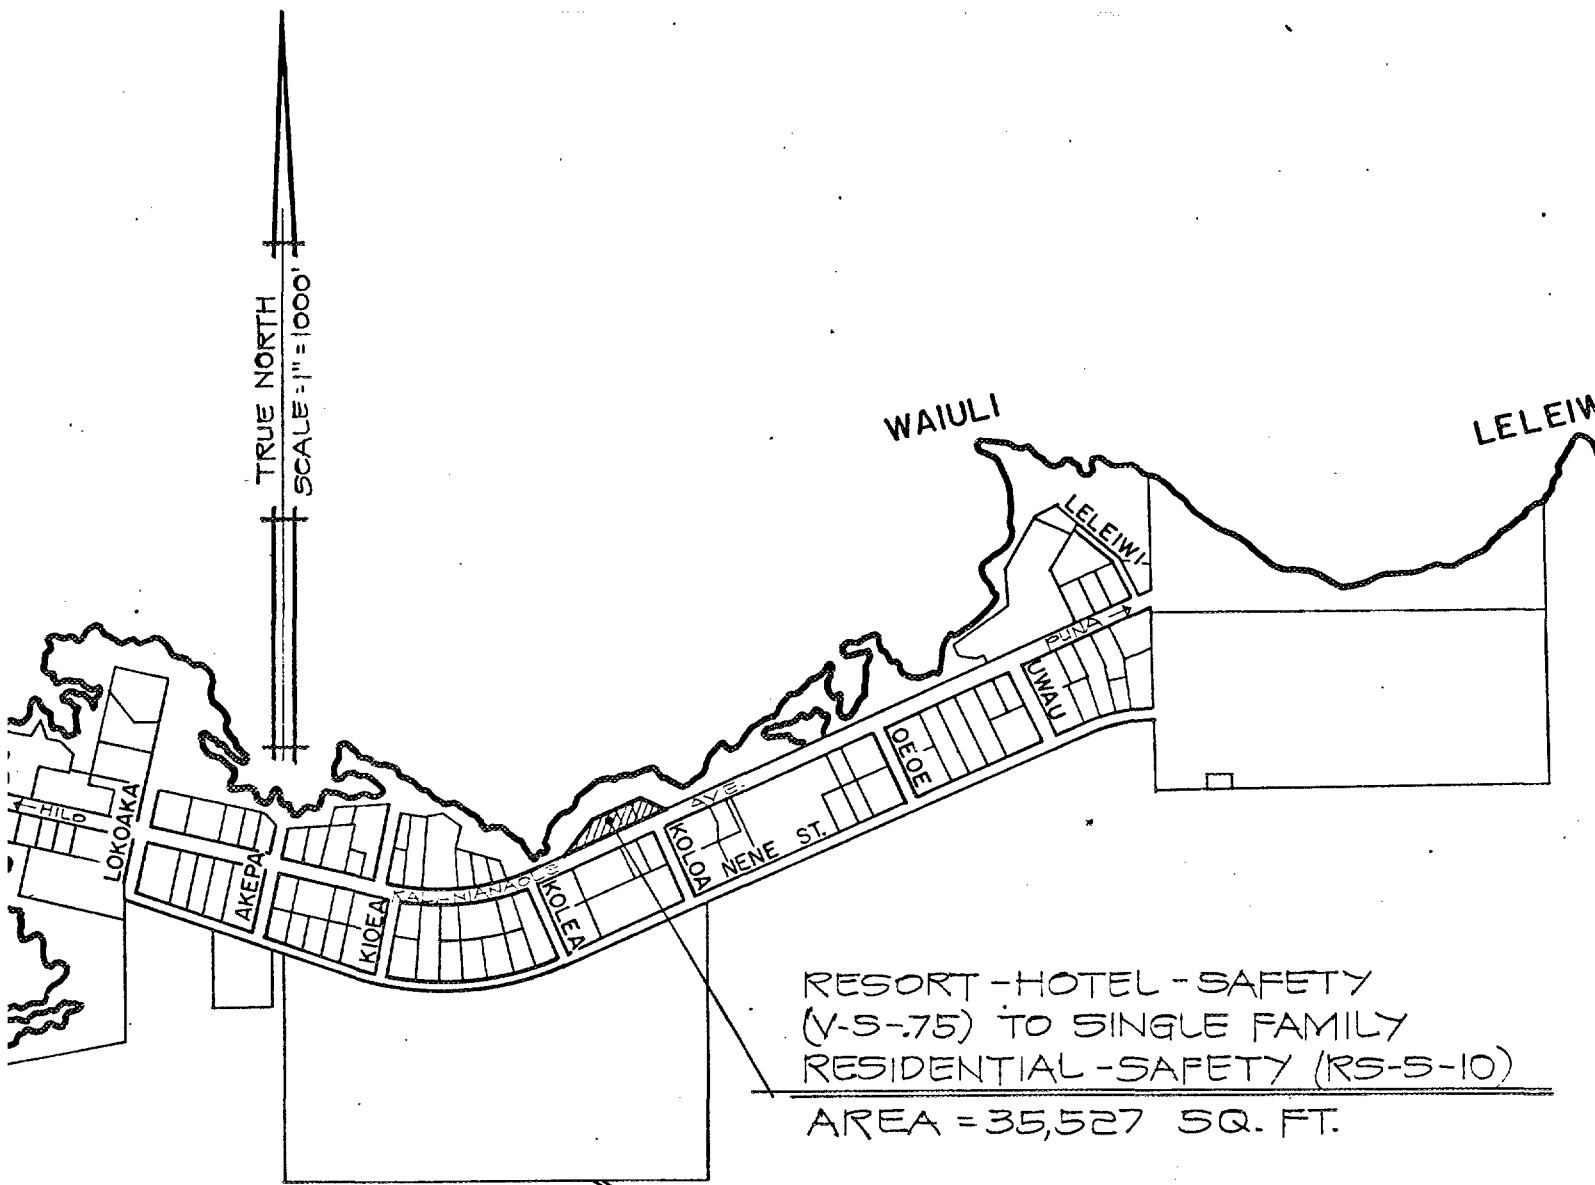 TRUE NORTH
SCALE: 1" = 1000'
WAIULI
LELEIW
LELEIWI
PUNA
UWAU
OEOE
AVE.
HILO
LOKOAKA
KOLOA
NENE ST.
AKEPA
KALANIANAOLE
KIOEA
KOLEA
RESORT-HOTEL-SAFETY
(V-S-.75) TO SINGLE FAMILY
RESIDENTIAL-SAFETY (RS-S-10)
AREA = 35,527 SQ. FT.